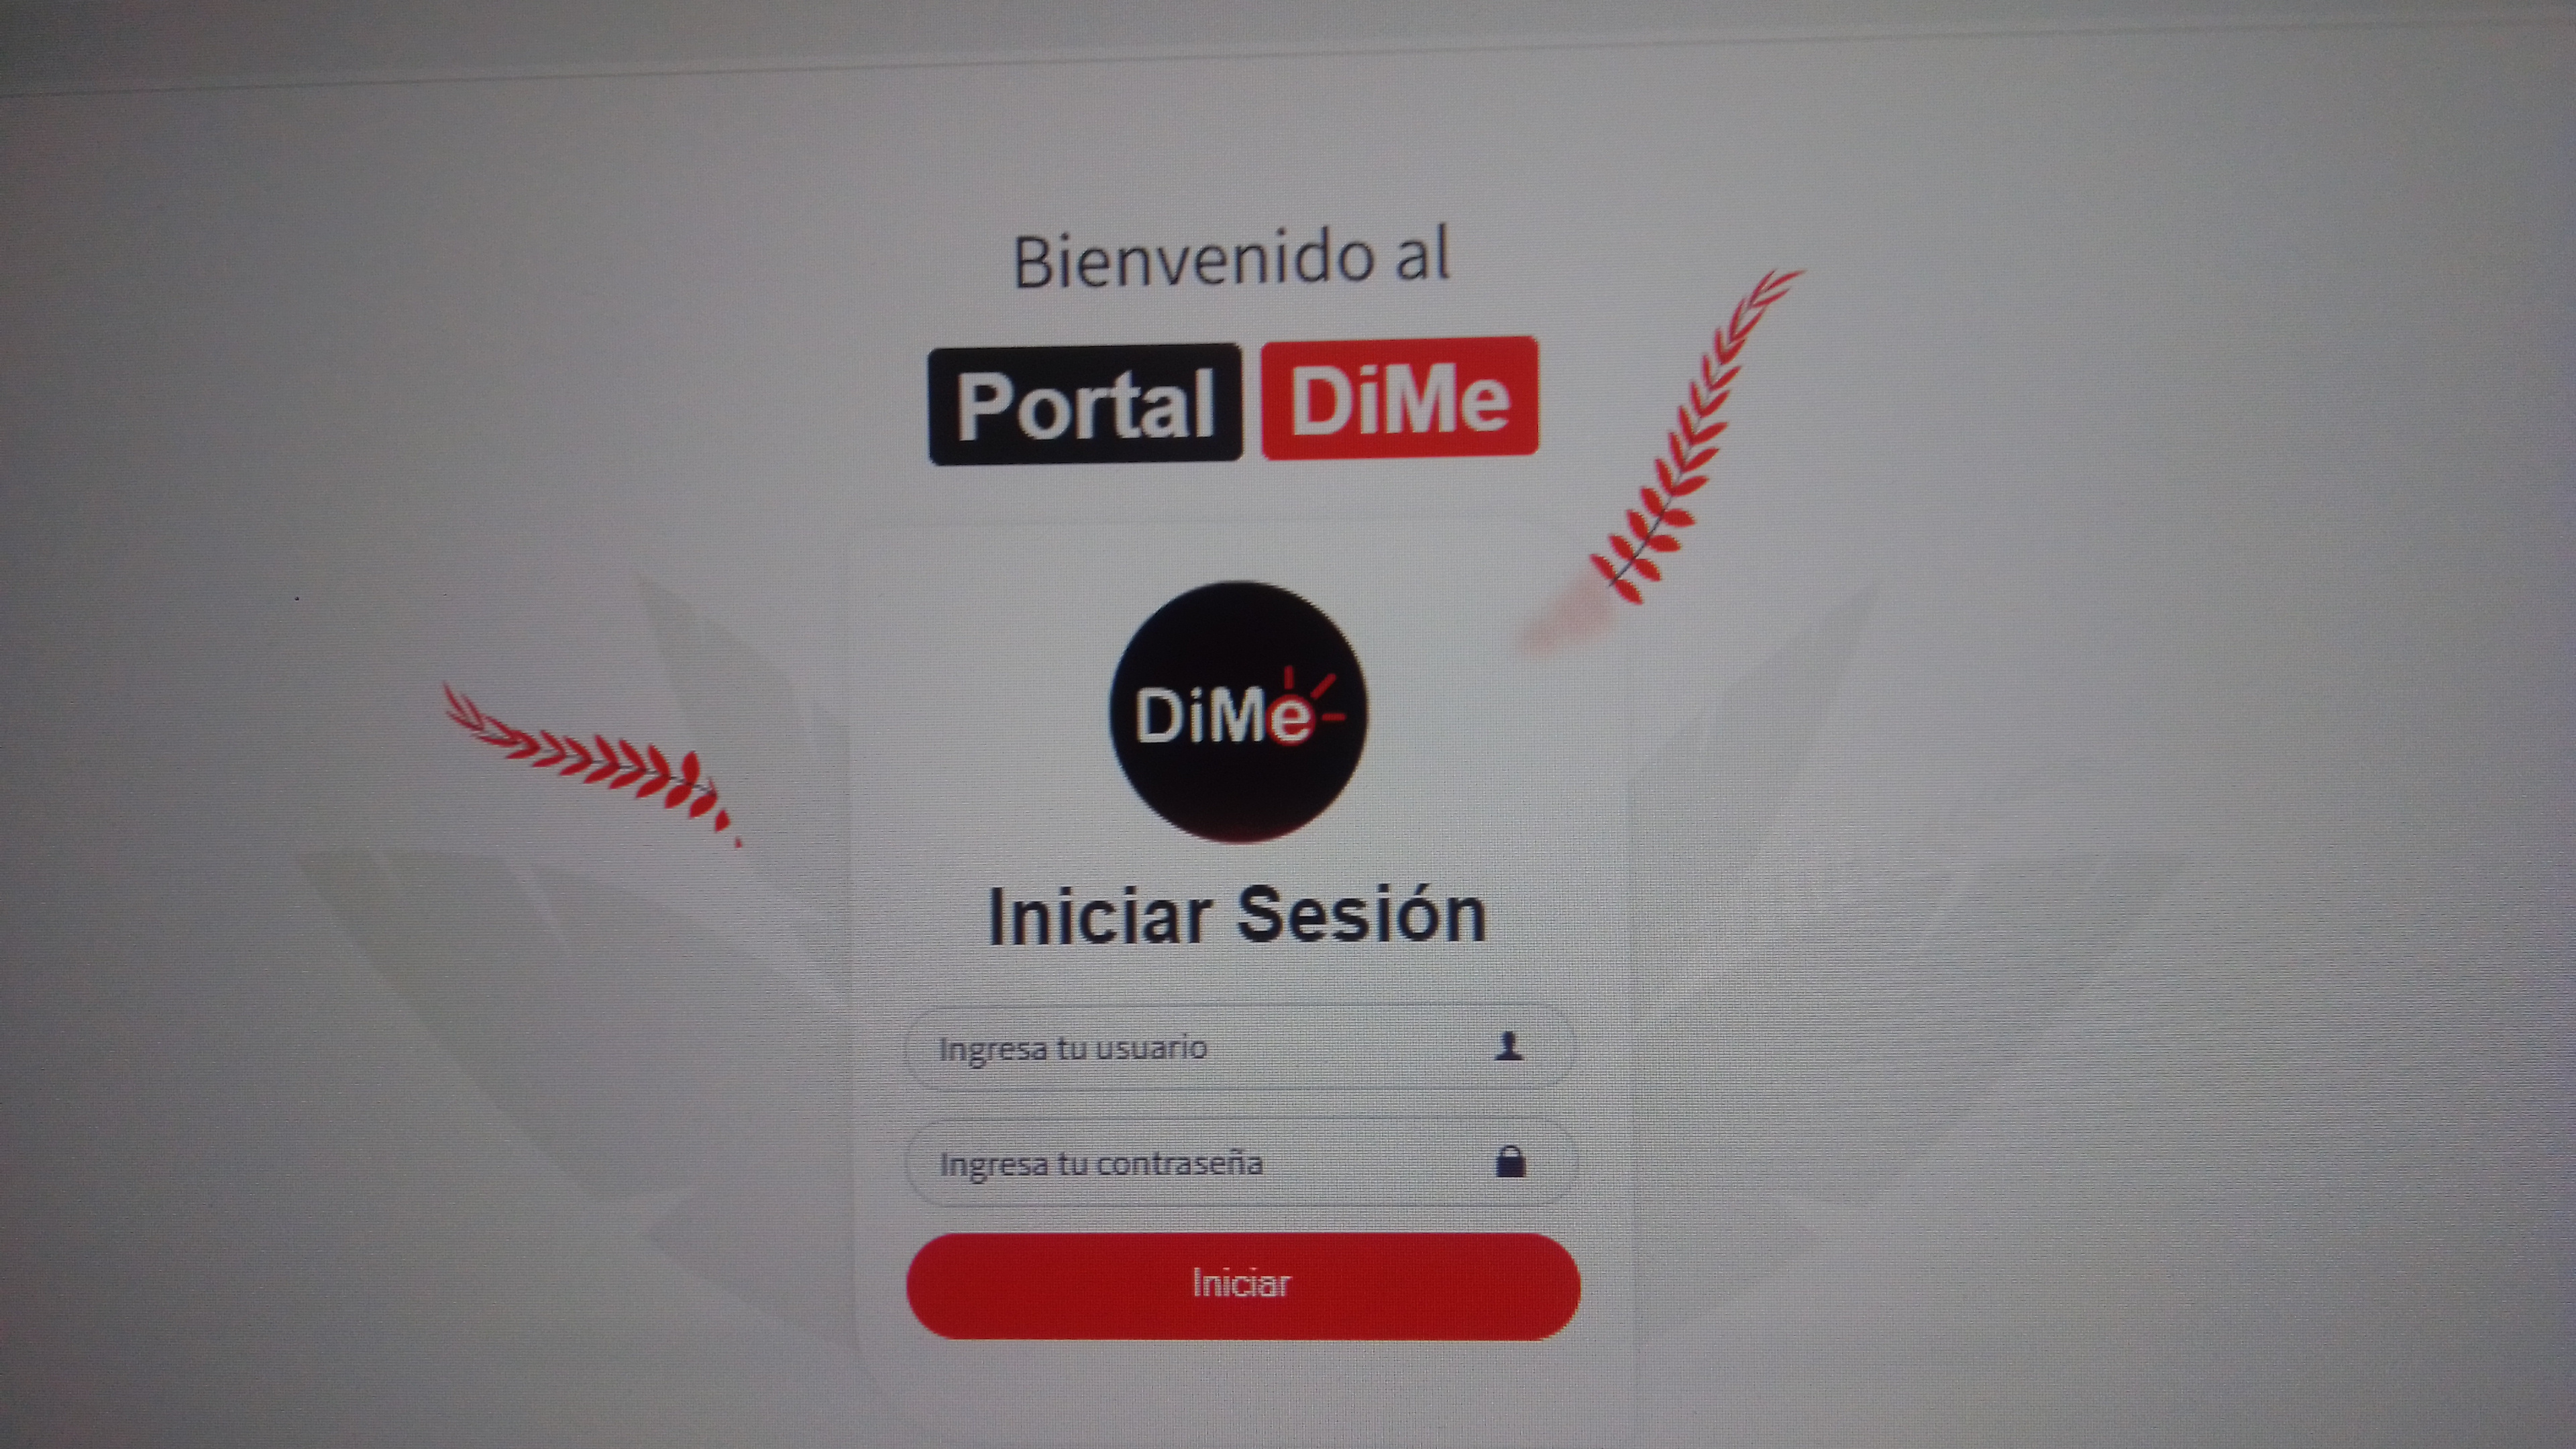 Bienvenido al
Portal DiMe
DiMe
Iniciar Sesión
Ingresa tu usuario
Ingresa tu contraseña
Iniciar